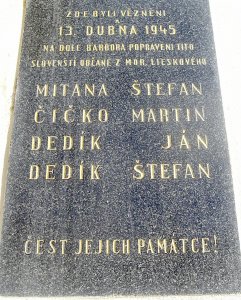 ZDE BYLI VĚZNĚNI
A
13. DUBNA 1945
NA DOLE BARBORA POPRAVENI TITO
SLOVENŠTÍ OBČANÉ Z MOR. LIESKOVÉHO
MITANA ŠTEFAN
ČIČKO MARTIN
DEDÍK JÁN
DEDÍK ŠTEFAN
ČEST JEJICH PAMÁTCE!